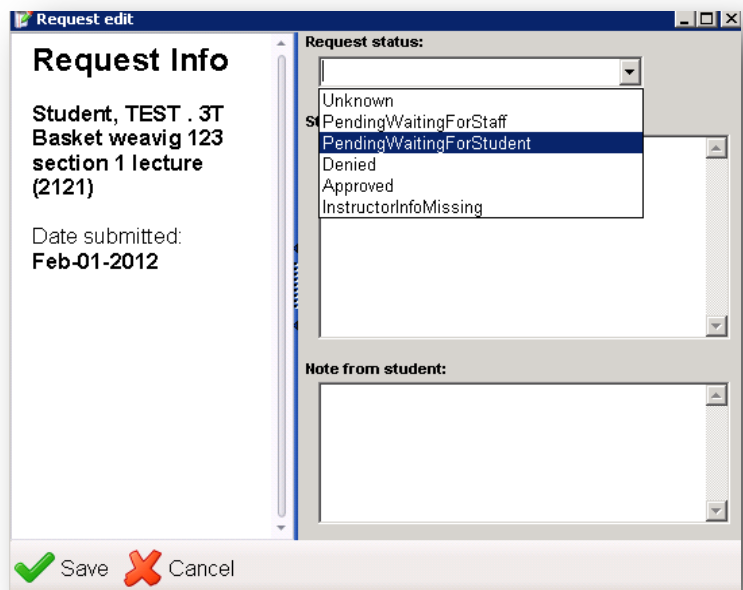 Request edit
Request Info
Student, TEST . 3T
Basket weavig 123
section 1 lecture
(2121)
Date submitted:
Feb-01-2012
Request status:
Unknown
PendingWaitingForStaff
PendingWaitingForStudent
Denied
Approved
InstructorInfoMissing
Note from student:
Save
Cancel